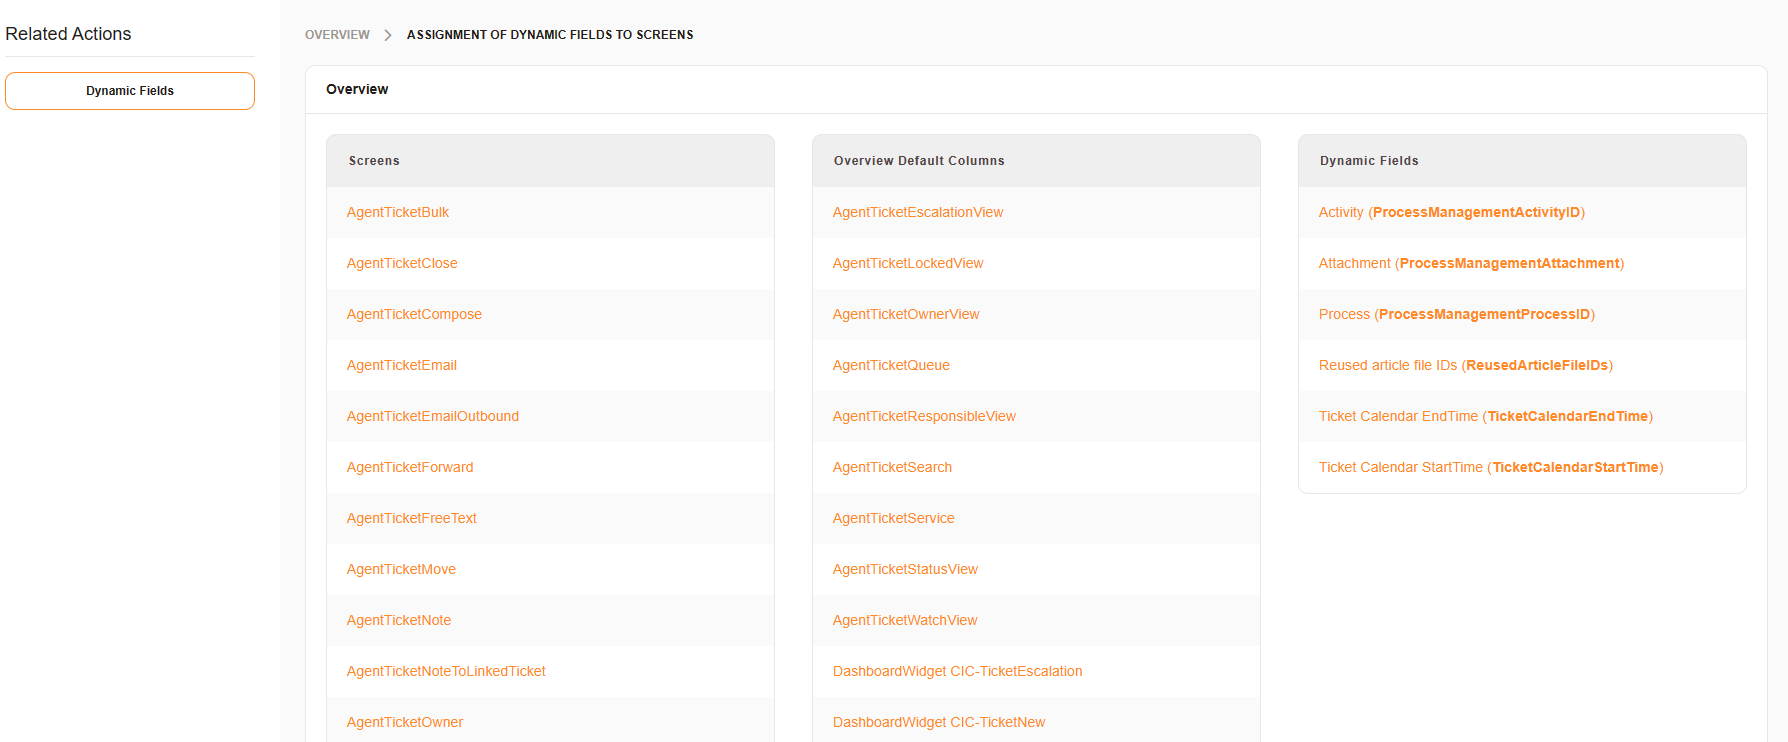 Related Actions
Dynamic Fields
OVERVIEW > ASSIGNMENT OF DYNAMIC FIELDS TO SCREENS
Overview
Screens
AgentTicketBulk
AgentTicketClose
AgentTicketCompose
AgentTicketEmail
AgentTicketEmailOutbound
AgentTicketForward
AgentTicketFreeText
AgentTicketMove
AgentTicketNote
AgentTicketNoteToLinkedTicket
AgentTicketOwner
Overview Default Columns
AgentTicketEscalationView
AgentTicketLockedView
AgentTicketOwnerView
AgentTicketQueue
AgentTicketResponsibleView
AgentTicketSearch
AgentTicketService
AgentTicketStatusView
AgentTicketWatchView
DashboardWidget CIC-TicketEscalation
DashboardWidget CIC-TicketNew
Dynamic Fields
Activity (ProcessManagementActivityID)
Attachment (ProcessManagementAttachment)
Process (ProcessManagementProcessID)
Reused article file IDs (ReusedArticleFileIDs)
Ticket Calendar EndTime (TicketCalendarEndTime)
Ticket Calendar StartTime (TicketCalendarStartTime)